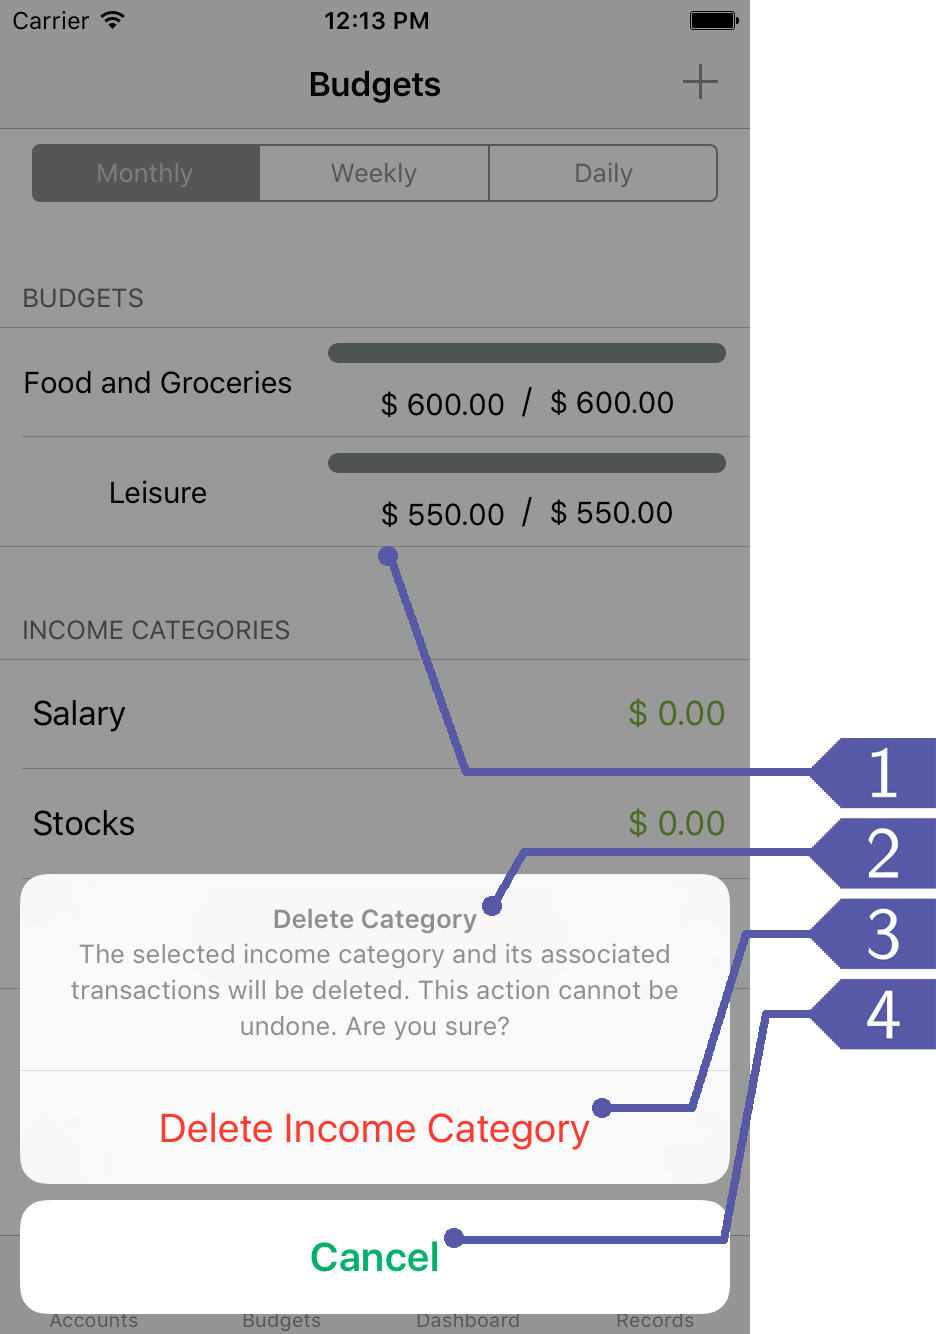 Carrier 12:13 PM
Budgets
Monthly Weekly Daily
BUDGETS
Food and Groceries
$ 600.00 / $ 600.00
Leisure
$ 550.00 / $ 550.00
INCOME CATEGORIES
Salary $ 0.00
Stocks $ 0.00
Delete Category
The selected income category and its associated
transactions will be deleted. This action cannot be
undone. Are you sure?
Delete Income Category
Cancel
Accounts Budgets Dashboard Records
1
2
3
4